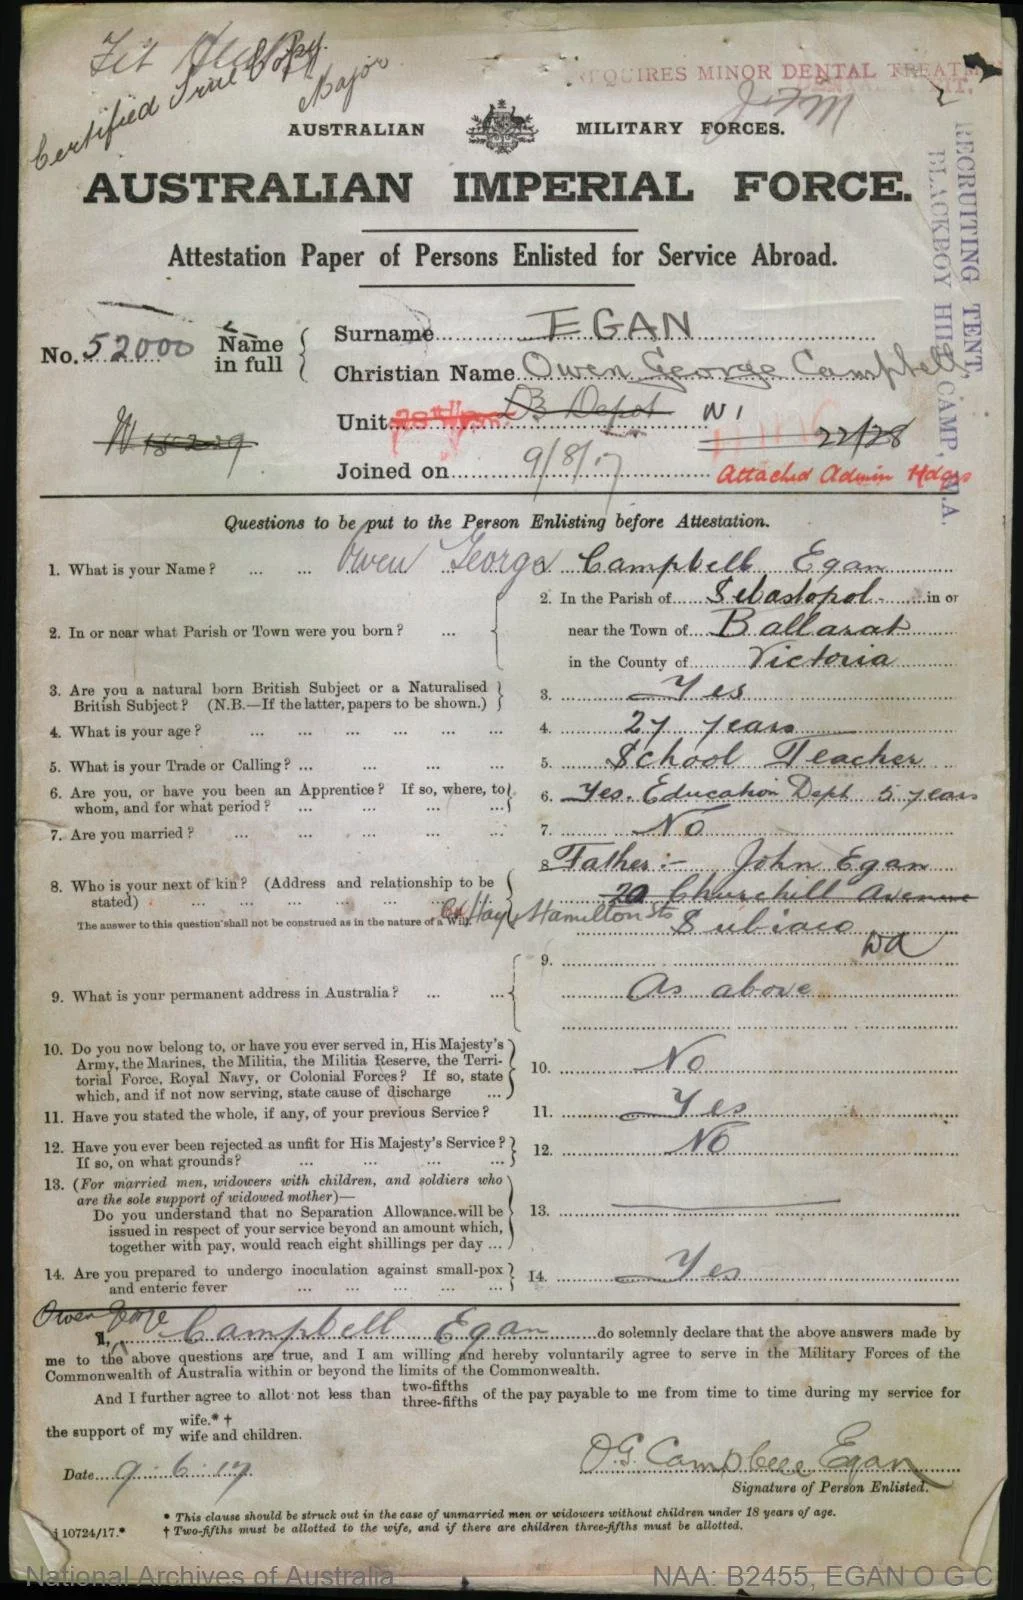 Certified True Copy.
Major
REQUIRES MINOR DENTAL TREATM
RECRUITING TENT,
BLACKBOY HILL CAMP, W.A.
AUSTRALIAN MILITARY FORCES.
AUSTRALIAN IMPERIAL FORCE.
Attestation Paper of Persons Enlisted for Service Abroad.
No. 52000 Name in full
Surname EGAN
Christian Name Owen George Campbell
Unit Depot W1
22/28
Joined on 9/8/17
Attached Admin Hdqrs
Questions to be put to the Person Enlisting before Attestation.
1. What is your Name? ... ... Owen George Campbell Egan
2. In or near what Parish or Town were you born? ...
2. In the Parish of Sebastopol in or
near the Town of Ballarat
in the County of Victoria
3. Are you a natural born British Subject or a Naturalised
British Subject? (N.B.—If the latter, papers to be shown.)
3. Yes
4. What is your age? ... ... ... ... ... 4. 27 years
5. What is your Trade or Calling? ... ... ... ... 5. School Teacher
6. Are you, or have you been an Apprentice? If so, where, to
whom, and for what period? ... ... ... ...
6. Yes. Education Dept 5 years
7. Are you married? ... ... ... ... ... 7. No
8. Who is your next of kin? (Address and relationship to be
stated) ... ... ... ... ...
The answer to this question shall not be construed as in the nature of a Will.
8 Father:- John Egan
20 Churchill Avenue
Hay & Hamilton Sts
Subiaco
WA
9. What is your permanent address in Australia? ... ...
9.
As above
10. Do you now belong to, or have you ever served in, His Majesty's
Army, the Marines, the Militia, the Militia Reserve, the Terri-
torial Force, Royal Navy, or Colonial Forces? If so, state
which, and if not now serving, state cause of discharge ...
10. No
11. Have you stated the whole, if any, of your previous Service? 11. Yes
12. Have you ever been rejected as unfit for His Majesty's Service?
If so, on what grounds? ... ... ... ...
12. No
13. (For married men, widowers with children, and soldiers who
are the sole support of widowed mother)—
Do you understand that no Separation Allowance will be
issued in respect of your service beyond an amount which,
together with pay, would reach eight shillings per day ...
13.
14. Are you prepared to undergo inoculation against small-pox
and enteric fever ... ... ... ...
14. Yes
Owen George
I, Campbell Egan do solemnly declare that the above answers made by
me to the above questions are true, and I am willing and hereby voluntarily agree to serve in the Military Forces of the
Commonwealth of Australia within or beyond the limits of the Commonwealth.
And I further agree to allot not less than two-fifths three-fifths of the pay payable to me from time to time during my service for
the support of my wife.* † wife and children.
Date 9.6.17
O.G. Campbell Egan
Signature of Person Enlisted.
* This clause should be struck out in the case of unmarried men or widowers without children under 18 years of age.
† Two-fifths must be allotted to the wife, and if there are children three-fifths must be allotted.
10724/17.*
National Archives of Australia
NAA: B2455, EGAN O G C